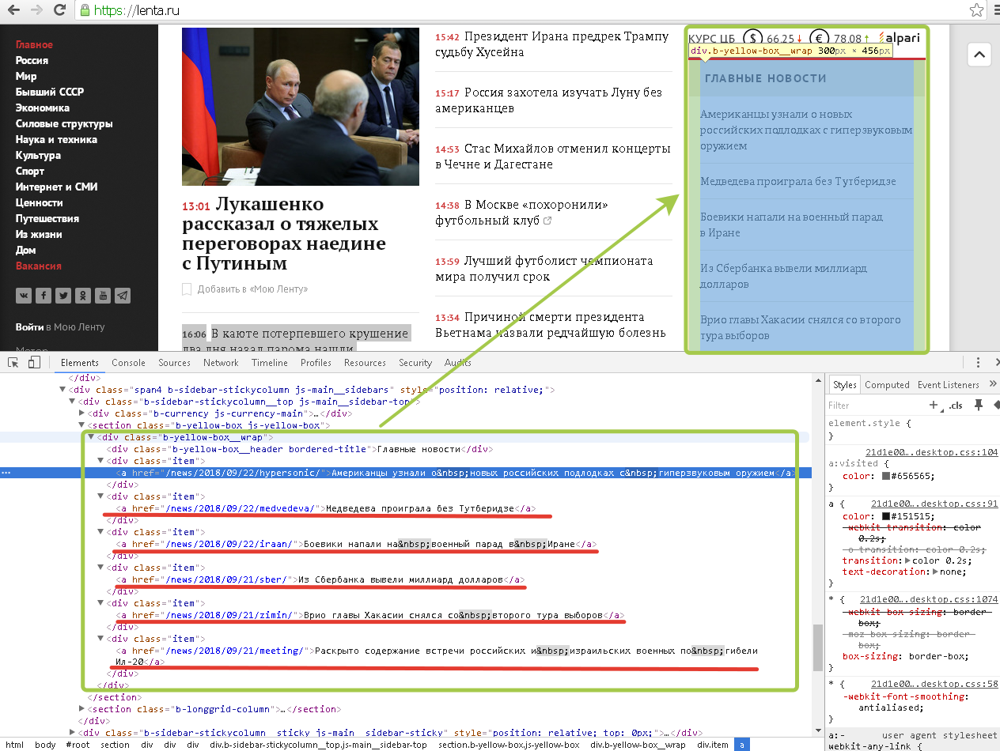 https://lenta.ru
Главное
Россия
Мир
Бывший СССР
Экономика
Силовые структуры
Наука и техника
Культура
Спорт
Интернет и СМИ
Ценности
Путешествия
Из жизни
Дом
Вакансия
Войти в Мою Ленту
Мотор
13:01 Лукашенко
рассказал о тяжелых
переговорах наедине
с Путиным
Добавить в «Мою Ленту»
16:06 В каюте потерпевшего крушение
два дня назад парома нашли
15:42 Президент Ирана предрек Трампу
судьбу Хусейна
15:17 Россия захотела изучать Луну без
американцев
14:53 Стас Михайлов отменил концерты
в Чечне и Дагестане
14:38 В Москве «похоронили»
футбольный клуб
13:59 Лучший футболист чемпионата
мира получил срок
13:34 Причиной смерти президента
Вьетнама назвали редчайшую болезнь
КУРС ЦБ $ 66.25↓ € 78.08↑ alpari
div.b-yellow-box__wrap 300px × 456px
ГЛАВНЫЕ НОВОСТИ
Американцы узнали о новых
российских подлодках с гиперзвуковым
оружием
Медведева проиграла без Тутберидзе
Боевики напали на военный парад
в Иране
Из Сбербанка вывели миллиард
долларов
Врио главы Хакасии снялся со второго
тура выборов
Elements Console Sources Network Timeline Profiles Resources Security Audits
</div>
▼<div class="span4 b-sidebar-stickycolumn js-main__sidebars" style="position: relative;">
▼<div class="b-sidebar-stickycolumn__top js-main__sidebar-top">
▶<div class="b-currency js-currency-main">…</div>
▼<section class="b-yellow-box js-yellow-box">
▼<div class="b-yellow-box__wrap">
<div class="b-yellow-box__header bordered-title">Главные новости</div>
▼<div class="item">
<a href="/news/2018/09/22/hypersonic/">Американцы узнали о&nbsp;новых российских подлодках с&nbsp;гиперзвуковым оружием</a>
</div>
▼<div class="item">
<a href="/news/2018/09/22/medvedeva/">Медведева проиграла без Тутберидзе</a>
</div>
▼<div class="item">
<a href="/news/2018/09/22/iraan/">Боевики напали на&nbsp;военный парад в&nbsp;Иране</a>
</div>
▼<div class="item">
<a href="/news/2018/09/21/sber/">Из Сбербанка вывели миллиард долларов</a>
</div>
▼<div class="item">
<a href="/news/2018/09/21/zimin/">Врио главы Хакасии снялся со&nbsp;второго тура выборов</a>
</div>
▼<div class="item">
<a href="/news/2018/09/21/meeting/">Раскрыто содержание встречи российских и&nbsp;израильских военных по&nbsp;гибели
Ил-20</a>
</div>
</div>
</section>
▶<section class="b-longgrid-column">…</section>
</div>
▶<div class="b-sidebar-stickycolumn__sticky js-main__sidebar-sticky" style="position: relative; top: 0px;">…</div>
html body #root section div div div div.b-sidebar-stickycolumn__top.js-main__sidebar-top section.b-yellow-box.js-yellow-box div.b-yellow-box__wrap div.item a
Styles Computed Event Listeners »
Filter + .cls
element.style {
}
21d1e00….desktop.css:104
a:visited {
color: #656565;
}
a { 21d1e00….desktop.css:91
color: #151515;
-webkit-transition: color
0.2s;
-o-transition: color 0.2s;
transition:▶color 0.2s;
text-decoration:▶none;
}
* { 21d1e00….desktop.css:1074
-webkit-box-sizing: border-
box;
-moz-box-sizing: border-
box;
box-sizing: border-box;
}
* { 21d1e00….desktop.css:58
-webkit-font-smoothing:
antialiased;
}
a:- user agent stylesheet
webkit-any-link {